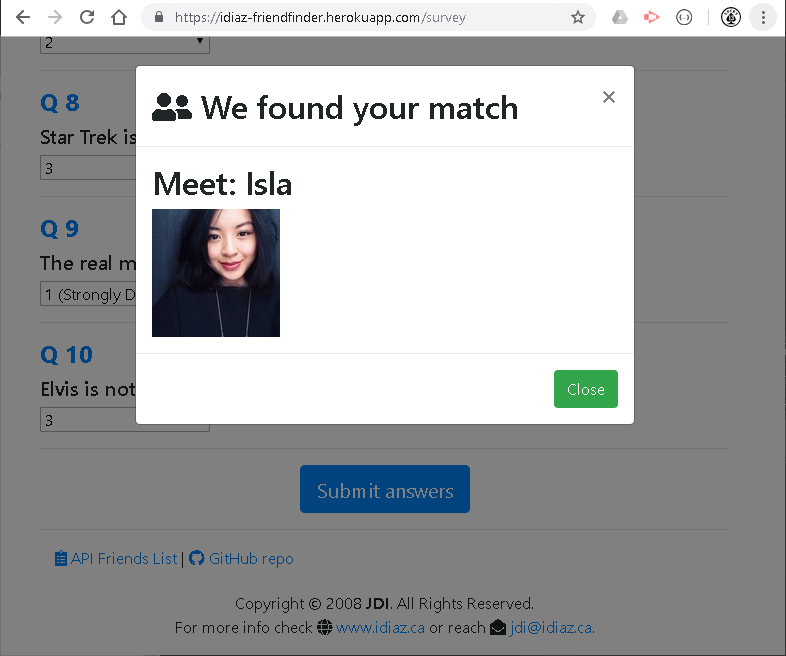 https://idiaz-friendfinder.herokuapp.com/survey
2
Q 8
Star Trek is
3
Q 9
The real m
1 (Strongly D
Q 10
Elvis is not
3
We found your match
×
Meet: Isla
Close
Submit answers
API Friends List | GitHub repo
Copyright © 2008 JDI. All Rights Reserved.
For more info check www.idiaz.ca or reach jdi@idiaz.ca.